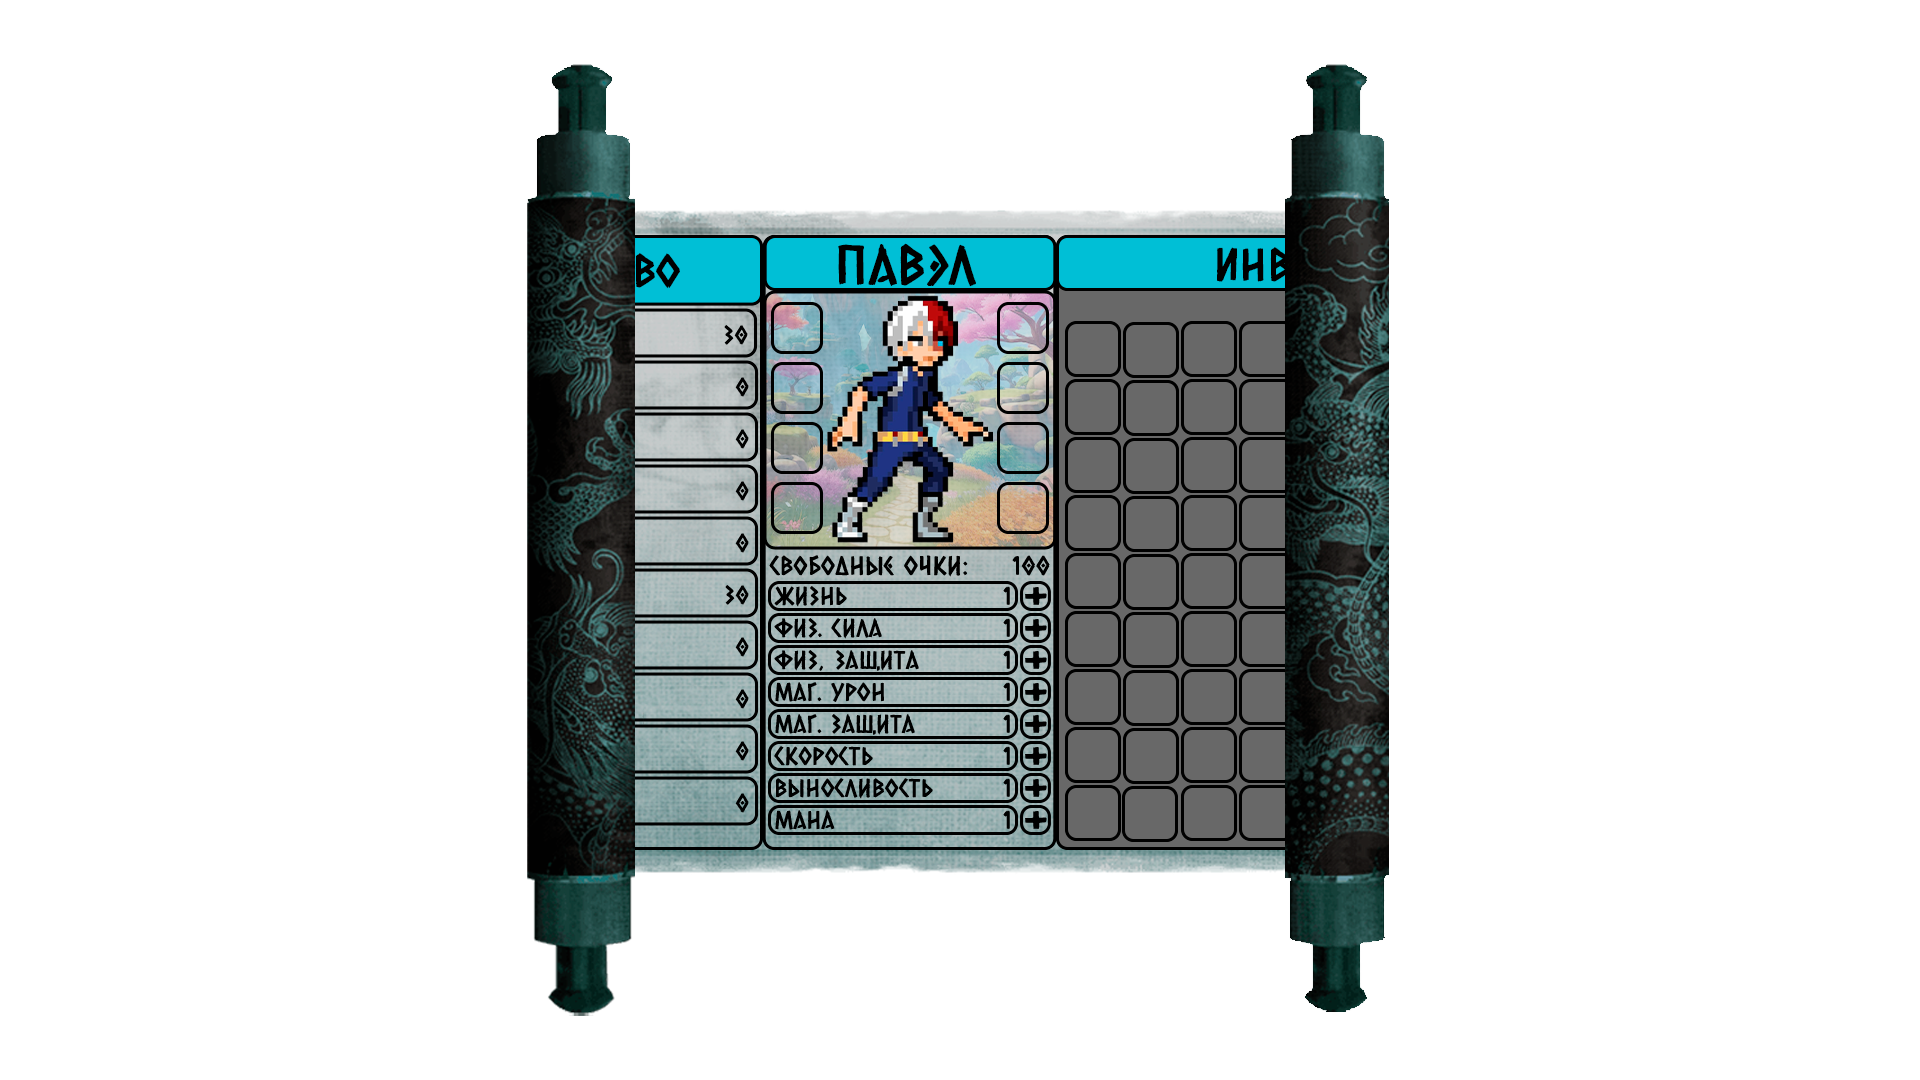 ВО
30
0
0
0
0
30
0
0
0
0
ПАВЭЛ
СВОБОДНЫЕ ОЧКИ: 100
ЖИЗНЬ 1 +
ФИЗ. СИЛА 1 +
ФИЗ, ЗАЩИТА 1 +
МАГ. УРОН 1 +
МАГ. ЗАЩИТА 1 +
СКОРОСТЬ 1 +
ВЫНОСЛИВОСТЬ 1 +
МАНА 1 +
ИНВ